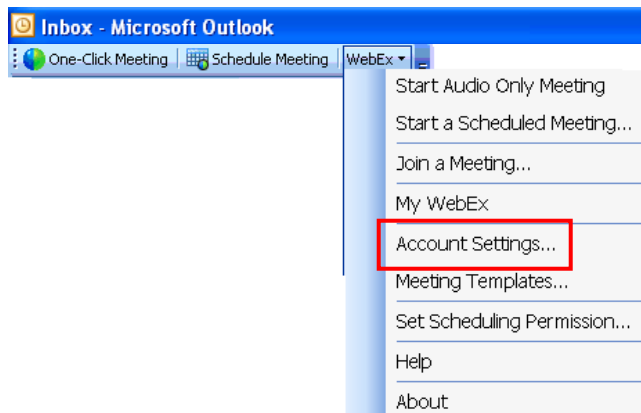 Inbox - Microsoft Outlook
One-Click Meeting Schedule Meeting WebEx
Start Audio Only Meeting
Start a Scheduled Meeting...
Join a Meeting...
My WebEx
Account Settings...
Meeting Templates...
Set Scheduling Permission...
Help
About